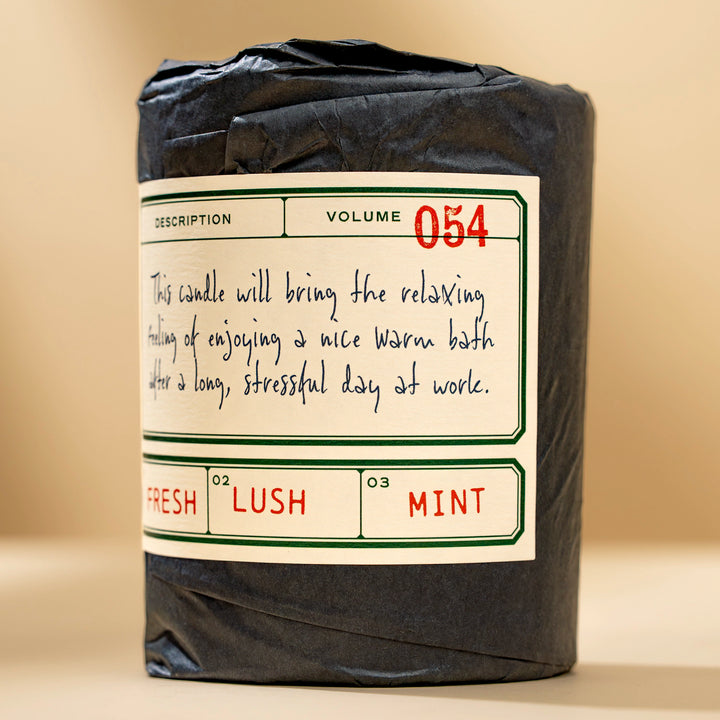 DESCRIPTION VOLUME 054
This candle will bring the relaxing
feeling of enjoying a nice warm bath
after a long, stressful day at work.
FRESH 02 LUSH 03 MINT